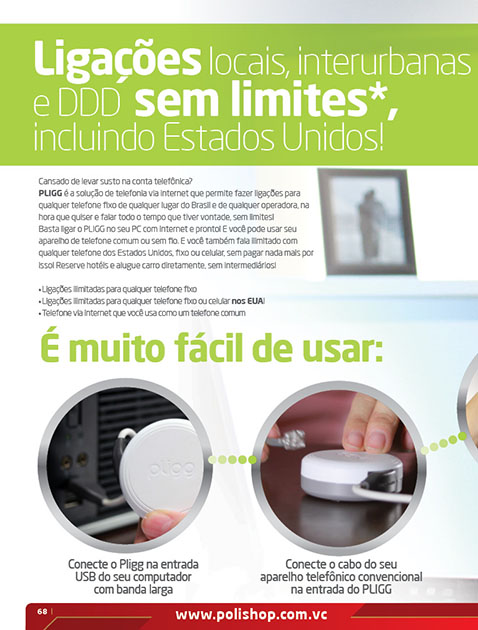 Ligações locais, interurbanas
e DDD sem limites*,
incluindo Estados Unidos!
Cansado de levar susto na conta telefônica?
PLIGG é a solução de telefonia via internet que permite fazer ligações para
qualquer telefone fixo de qualquer lugar do Brasil e de qualquer operadora, na
hora que quiser e falar todo o tempo que tiver vontade, sem limites!
Basta ligar o PLIGG no seu PC com internet e pronto! E você pode usar seu
aparelho de telefone comum ou sem fio. E você também fala ilimitado com
qualquer telefone dos Estados Unidos, fixo ou celular, sem pagar nada mais por
isso! Reserve hotéis e alugue carro diretamente, sem intermediários!
• Ligações ilimitadas para qualquer telefone fixo
• Ligações ilimitadas para qualquer telefone fixo ou celular nos EUA!
• Telefone via Internet que você usa como um telefone comum
É muito fácil de usar:
pligg
Conecte o Pligg na entrada
USB do seu computador
com banda larga
Conecte o cabo do seu
aparelho telefônico convencional
na entrada do PLIGG
68 |
www.polishop.com.vc